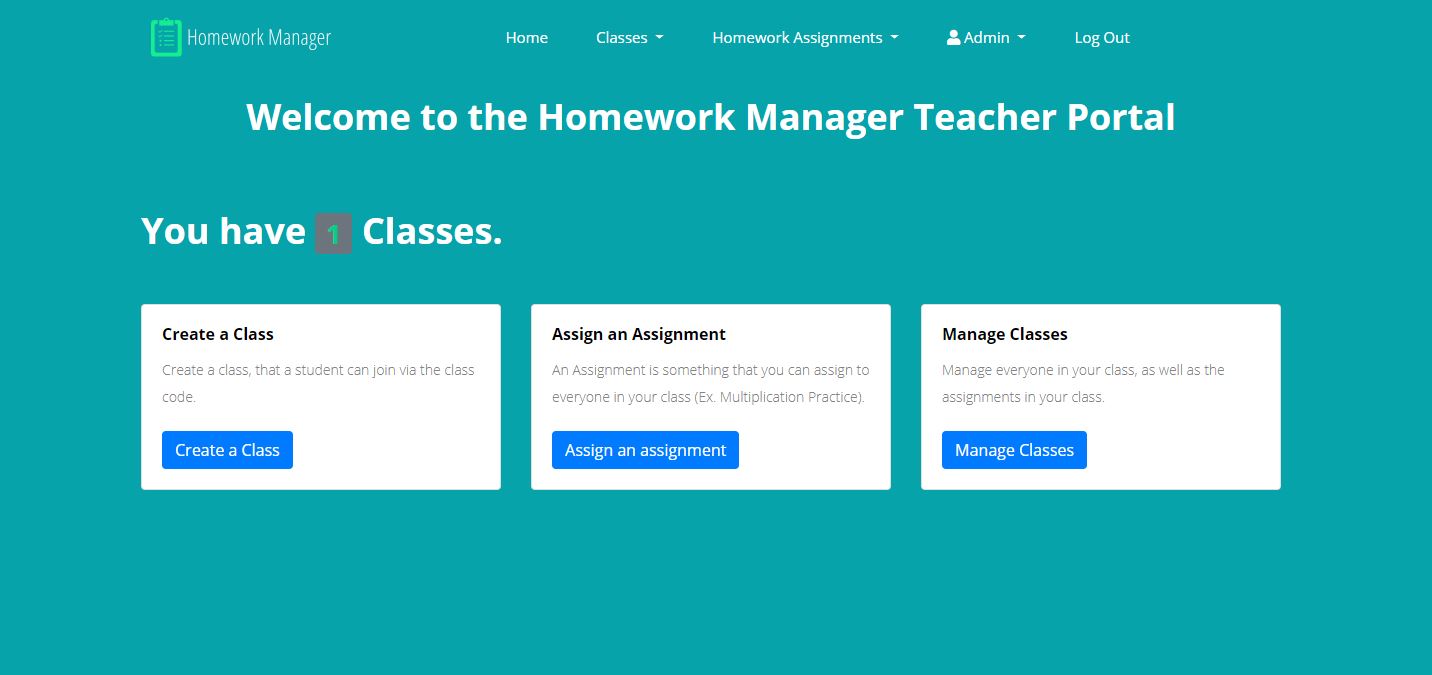 Homework Manager
Home Classes Homework Assignments Admin Log Out
Welcome to the Homework Manager Teacher Portal
You have 1 Classes.
Create a Class
Create a class, that a student can join via the class
code.
Create a Class
Assign an Assignment
An Assignment is something that you can assign to
everyone in your class (Ex. Multiplication Practice).
Assign an assignment
Manage Classes
Manage everyone in your class, as well as the
assignments in your class.
Manage Classes